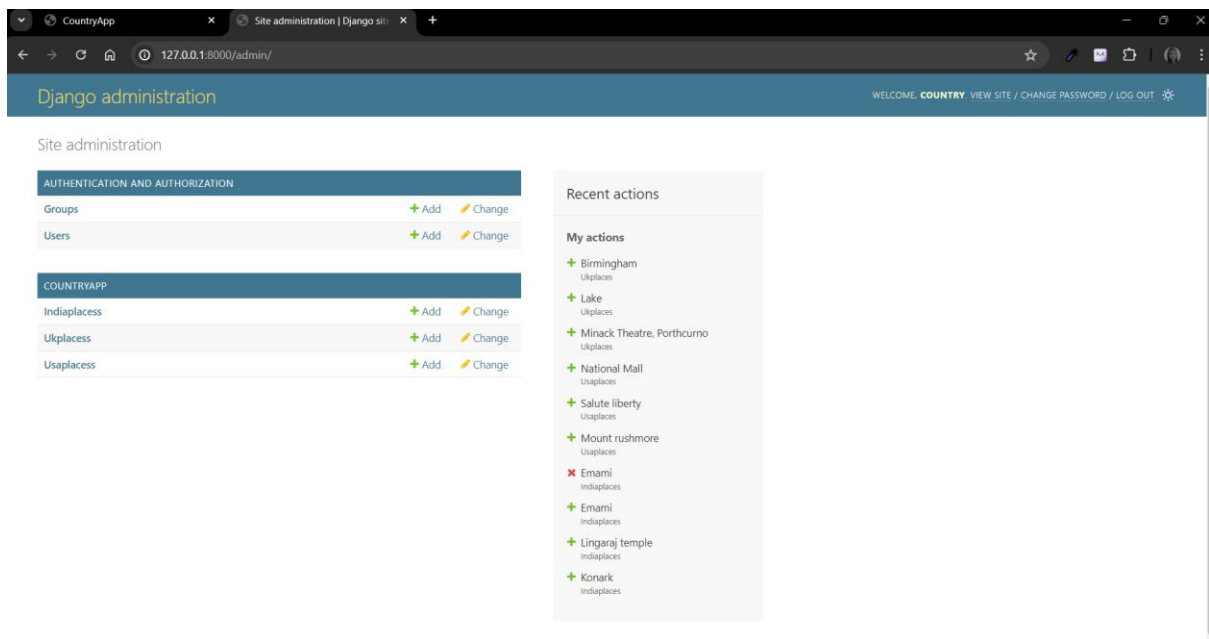 CountryApp
Site administration | Django site
127.0.0.1:8000/admin/
Django administration
WELCOME, COUNTRY. VIEW SITE / CHANGE PASSWORD / LOG OUT
Site administration
AUTHENTICATION AND AUTHORIZATION
Groups Add Change
Users Add Change
COUNTRYAPP
Indiaplacess Add Change
Ukplacess Add Change
Usaplacess Add Change
Recent actions
My actions
Birmingham
Ukplaces
Lake
Ukplaces
Minack Theatre, Porthcurno
Ukplaces
National Mall
Usaplaces
Salute liberty
Usaplaces
Mount rushmore
Usaplaces
Emami
Indiaplaces
Emami
Indiaplaces
Lingaraj temple
Indiaplaces
Konark
Indiaplaces